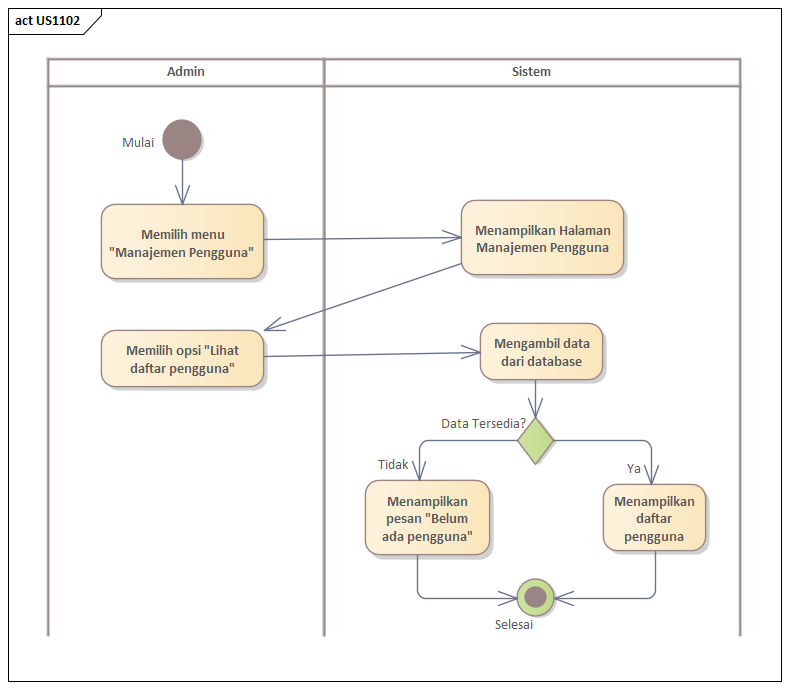 act US1102
Admin
Sistem
Mulai
Memilih menu
"Manajemen Pengguna"
Menampilkan Halaman
Manajemen Pengguna
Memilih opsi "Lihat
daftar pengguna"
Mengambil data
dari database
Data Tersedia?
Tidak
Ya
Menampilkan
pesan "Belum
ada pengguna"
Menampilkan
daftar
pengguna
Selesai